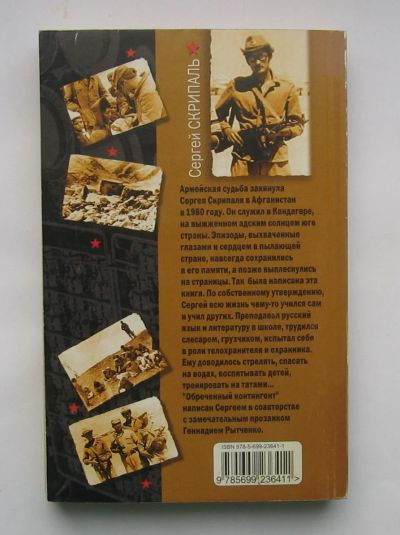 Сергей СКРИПАЛЬ
Армейская судьба закинула
Сергея Скрипаля в Афганистан
в 1980 году. Он служил в Кандагаре,
на выжженном адским солнцем юге
страны. Эпизоды, выхваченные
глазами и сердцем в пылающей
стране, навсегда сохранились
в его памяти, а позже выплеснулись
на страницы. Так была написана эта
книга. По собственному утверждению,
Сергей всю жизнь чему-то учился сам
и учил других. Преподавал русский
язык и литературу в школе, трудился
слесарем, грузчиком, испытал себя
в роли телохранителя и охранника.
Ему доводилось стрелять, спасать
на водах, воспитывать детей,
тренировать на татами...
"Обреченный контингент"
написан Сергеем в соавторстве
с замечательным прозаиком
Геннадием Рытченко.
ISBN 978-5-699-23641-1
9 785699 236411 >